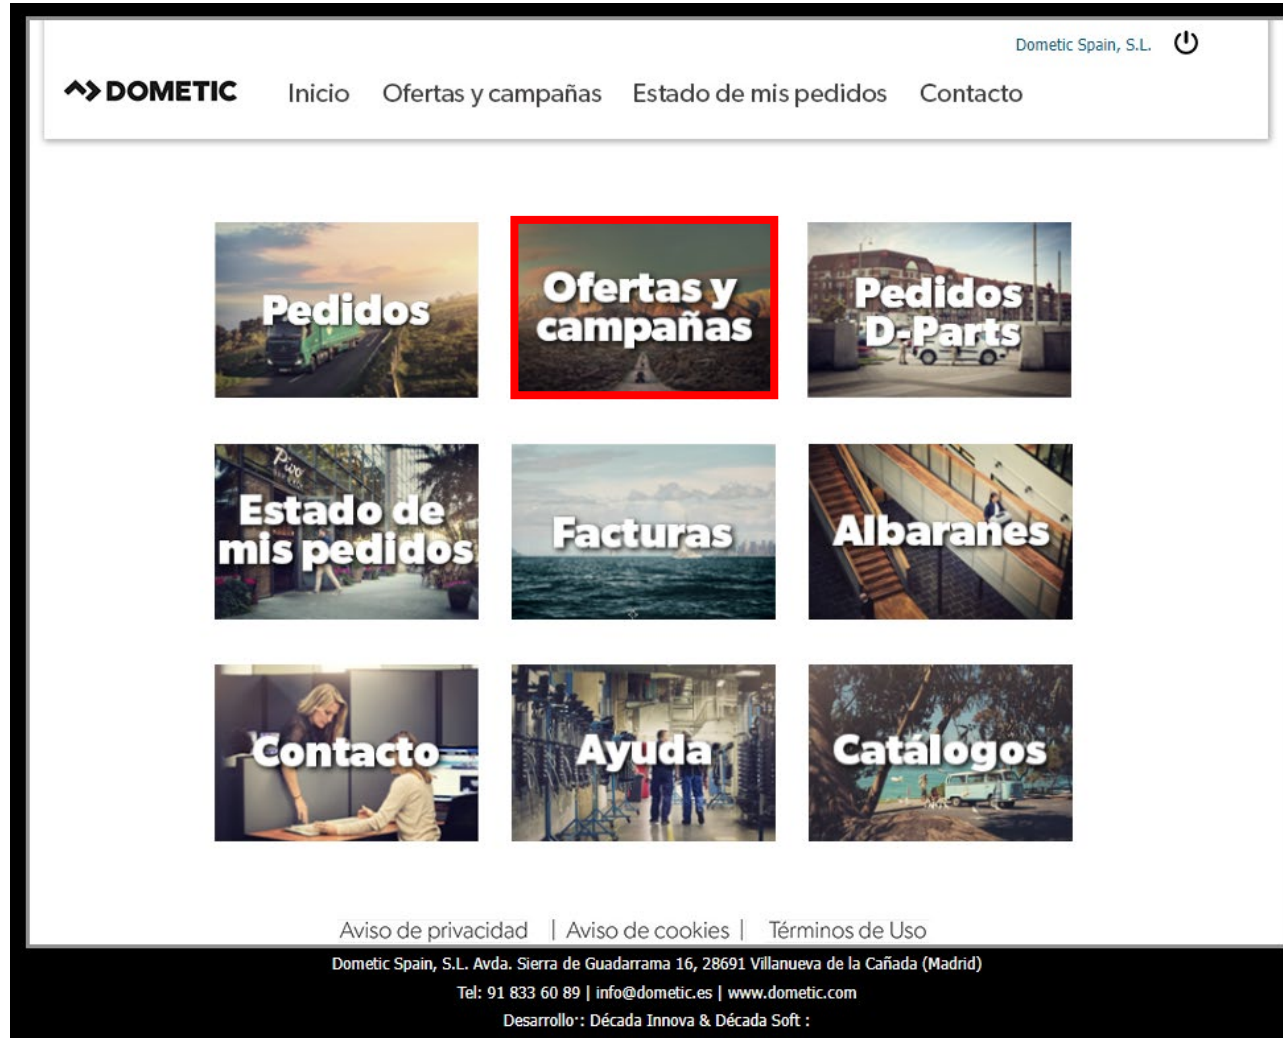 Dometic Spain, S.L.
DOMETIC
Inicio Ofertas y campañas Estado de mis pedidos Contacto
Pedidos
Ofertas y
campañas
Pedidos
D-Parts
Estado de
mis pedidos
Facturas
Albaranes
Contacto
Ayuda
Catálogos
Aviso de privacidad | Aviso de cookies | Términos de Uso
Dometic Spain, S.L. Avda. Sierra de Guadarrama 16, 28691 Villanueva de la Cañada (Madrid)
Tel: 91 833 60 89 | info@dometic.es | www.dometic.com
Desarrollo·: Década Innova & Década Soft :